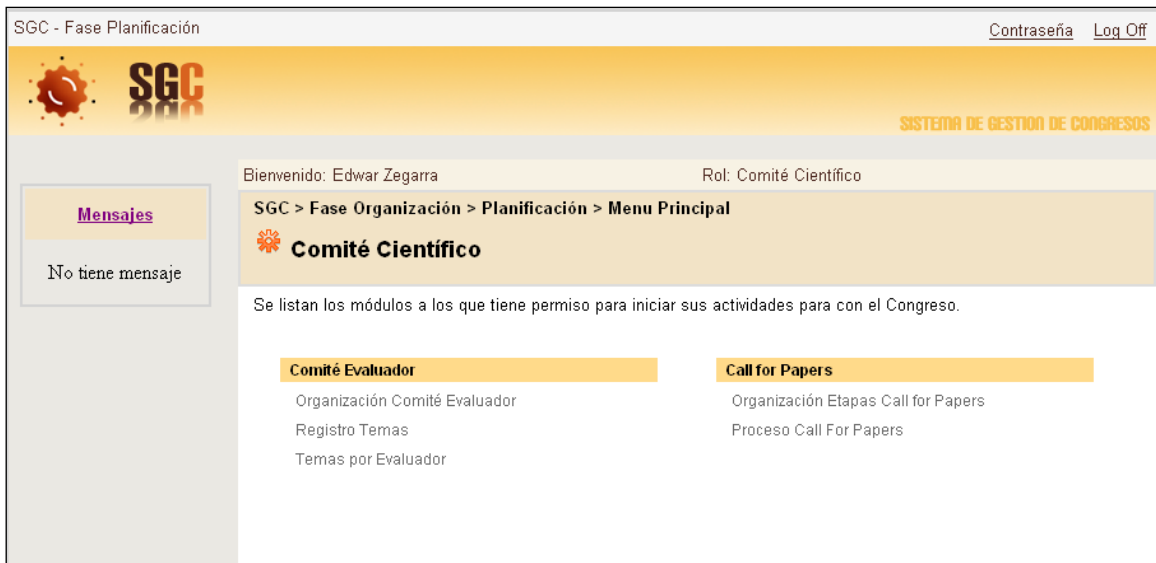 SGC - Fase Planificación
Contraseña Log Off
SGC
SISTEMA DE GESTION DE CONGRESOS
Bienvenido: Edwar Zegarra Rol: Comité Científico
Mensajes
No tiene mensaje
SGC > Fase Organización > Planificación > Menu Principal
Comité Científico
Se listan los módulos a los que tiene permiso para iniciar sus actividades para con el Congreso.
Comité Evaluador
Organización Comité Evaluador
Registro Temas
Temas por Evaluador
Call for Papers
Organización Etapas Call for Papers
Proceso Call For Papers